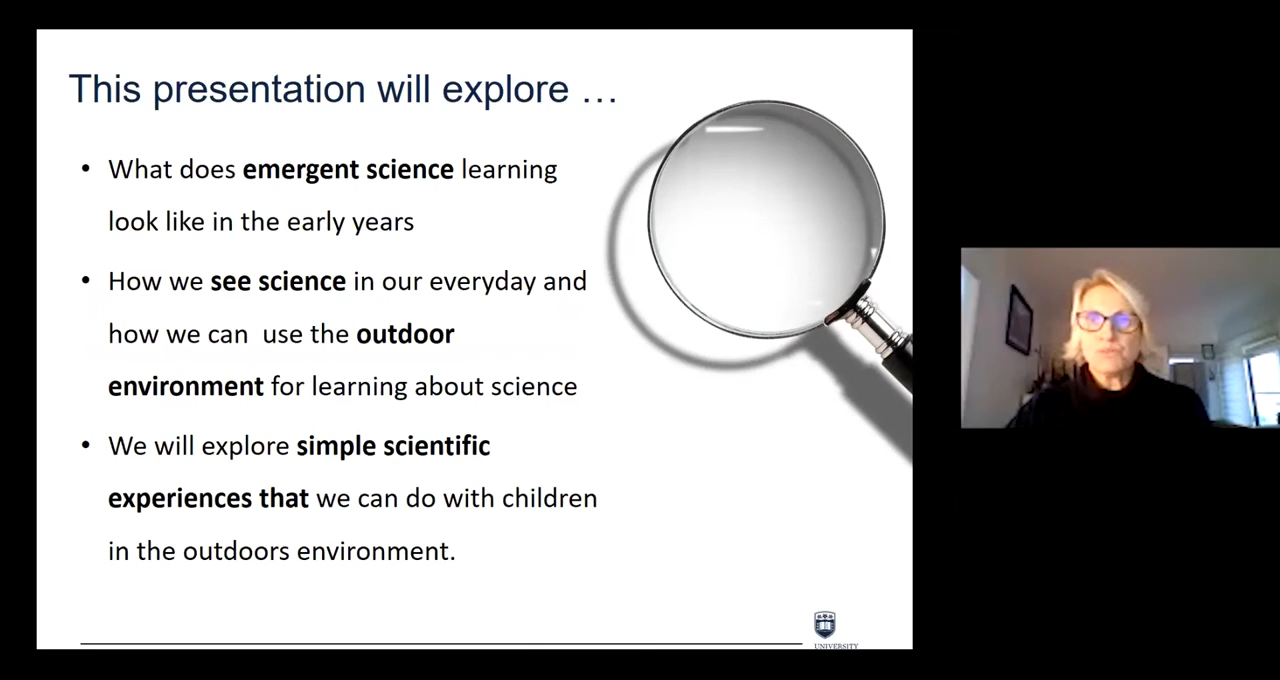 This presentation will explore …
• What does emergent science learning
look like in the early years
• How we see science in our everyday and
how we can  use the outdoor
environment for learning about science
• We will explore simple scientific
experiences that we can do with children
in the outdoors environment.
UNIVERSITY